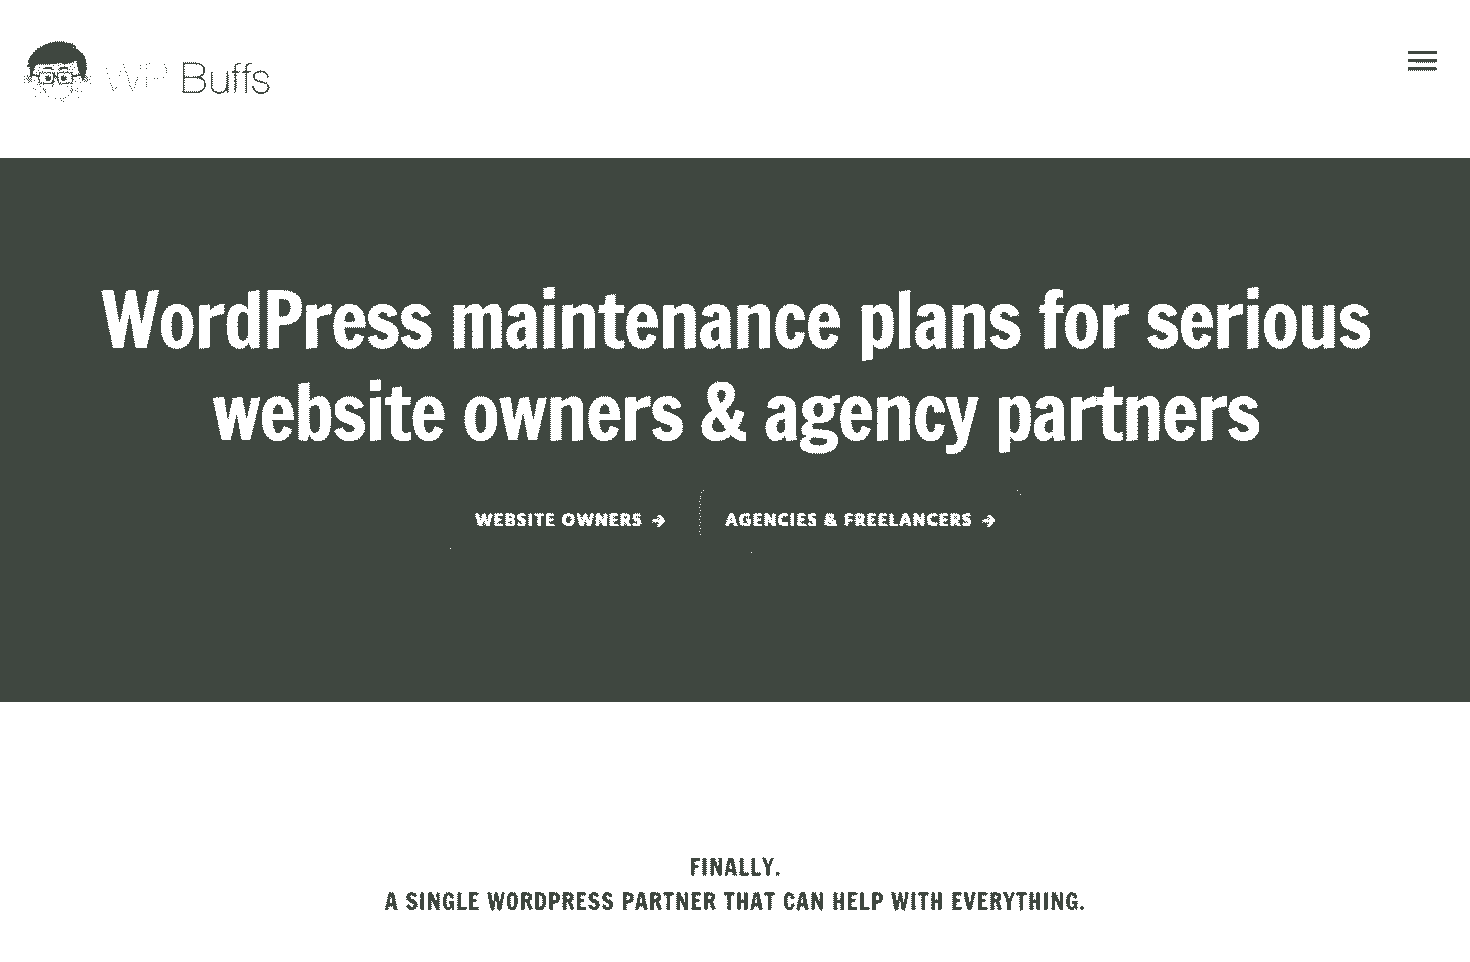 WP Buffs
WordPress maintenance plans for serious
website owners & agency partners
WEBSITE OWNERS →
AGENCIES & FREELANCERS →
FINALLY.
A SINGLE WORDPRESS PARTNER THAT CAN HELP WITH EVERYTHING.